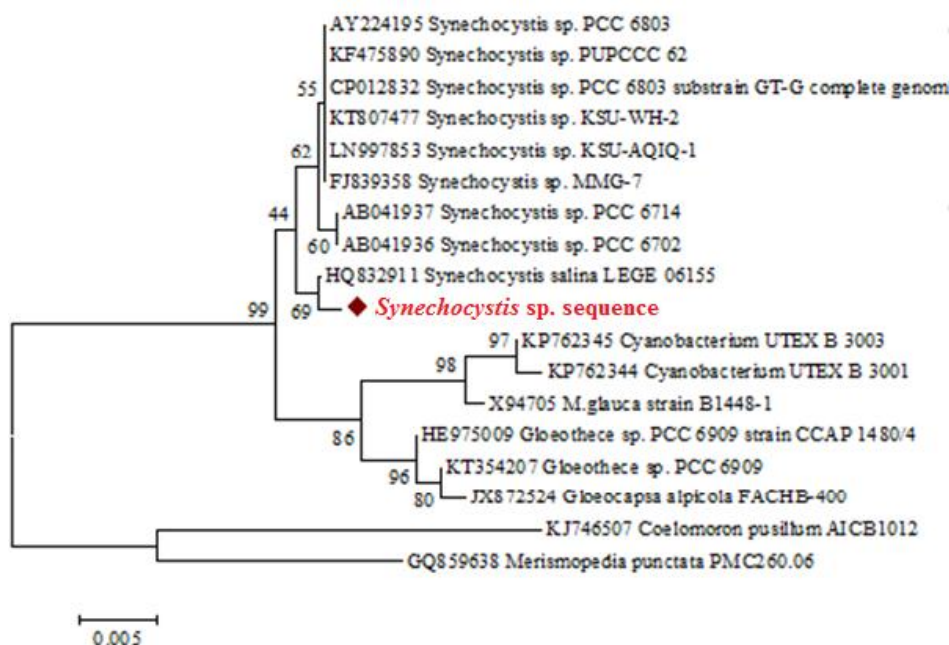 AY224195 Synechocystis sp. PCC 6803
KF475890 Synechocystis sp. PUPCCC 62
55
CP012832 Synechocystis sp. PCC 6803 substrain GT-G complete genom
KT807477 Synechocystis sp. KSU-WH-2
62
LN997853 Synechocystis sp. KSU-AQIQ-1
FJ839358 Synechocystis sp. MMG-7
44
AB041937 Synechocystis sp. PCC 6714
60
AB041936 Synechocystis sp. PCC 6702
HQ832911 Synechocystis salina LEGE 06155
99
69
Synechocystis sp. sequence
97
KP762345 Cyanobacterium UTEX B 3003
98
KP762344 Cyanobacterium UTEX B 3001
X94705 M.glauca strain B1448-1
86
HE975009 Gloeothece sp. PCC 6909 strain CCAP 1480/4
96
KT354207 Gloeothece sp. PCC 6909
80
JX872524 Gloeocapsa alpicola FACHB-400
KJ746507 Coelomoron pusillum AICB1012
GQ859638 Merismopedia punctata PMC260.06
0.005